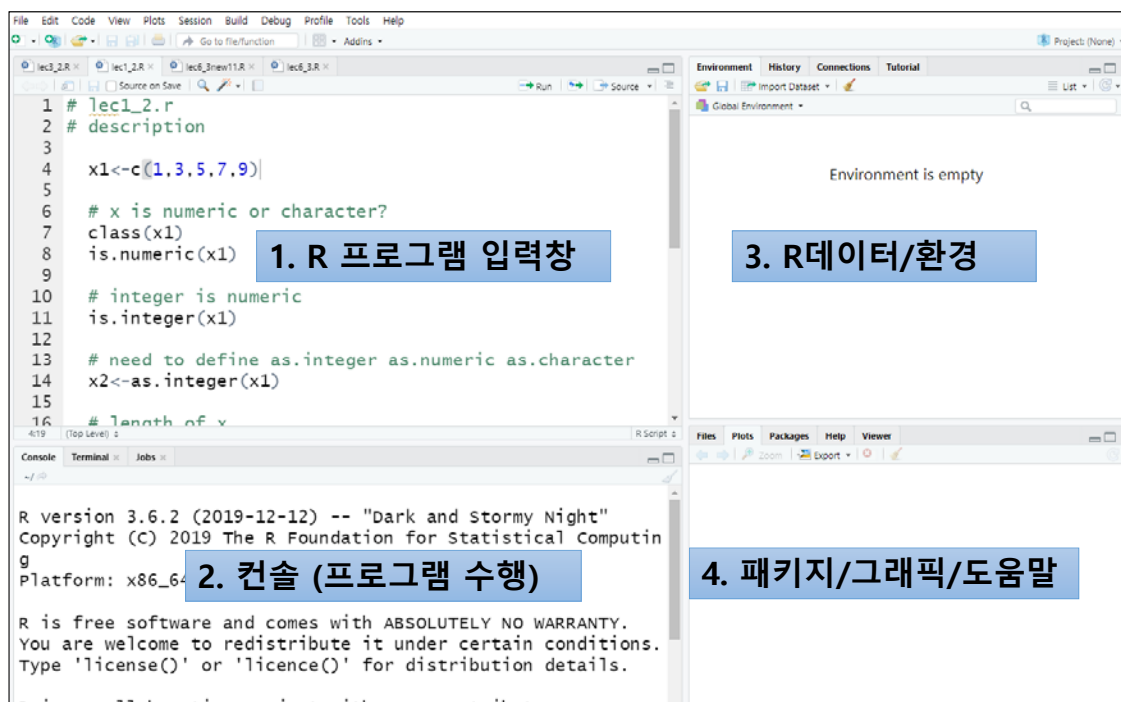 File Edit Code View Plots Session Build Debug Profile Tools Help
Go to file/function Addins Project: (None)
lec3_2.R lec1_2.R lec6_3new11.R lec6_3.R
Source on Save Run Source
1 # lec1_2.r
2 # description
3
4 x1<-c(1,3,5,7,9)
5
6 # x is numeric or character?
7 class(x1)
8 is.numeric(x1)
9
10 # integer is numeric
11 is.integer(x1)
12
13 # need to define as.integer as.numeric as.character
14 x2<-as.integer(x1)
15
16 # length of x
4:19 (Top Level) R Script
1. R 프로그램 입력창
Console Terminal Jobs
~/
R version 3.6.2 (2019-12-12) -- "Dark and Stormy Night"
Copyright (C) 2019 The R Foundation for Statistical Computin
g
Platform: x86_64
R is free software and comes with ABSOLUTELY NO WARRANTY.
You are welcome to redistribute it under certain conditions.
Type 'license()' or 'licence()' for distribution details.
2. 컨솔 (프로그램 수행)
Environment History Connections Tutorial
Import Dataset List
Global Environment
Environment is empty
3. R데이터/환경
Files Plots Packages Help Viewer
Zoom Export
4. 패키지/그래픽/도움말